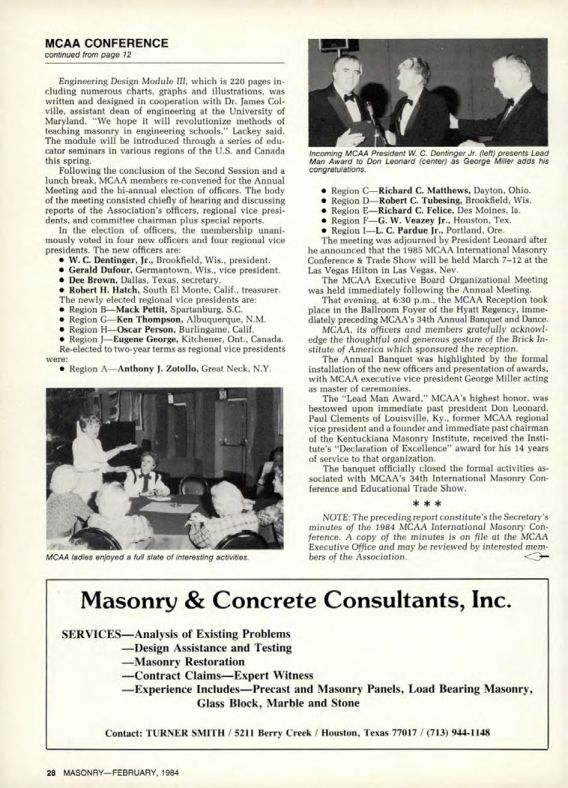 MCAA CONFERENCE
continued from page 12
Engineering Design Module III, which is 220 pages in-
cluding numerous charts, graphs and illustrations, was
written and designed in cooperation with Dr. James Col-
ville, assistant dean of engineering at the University of
Maryland. "We hope it will revolutionize methods of
teaching masonry in engineering schools," Lackey said.
The module will be introduced through a series of edu-
cator seminars in various regions of the U.S. and Canada
this spring.
Following the conclusion of the Second Session and a
lunch break, MCAA members re-convened for the Annual
Meeting and the bi-annual election of officers. The body
of the meeting consisted chiefly of hearing and discussing
reports of the Association's officers, regional vice presi-
dents, and committee chairman plus special reports.
In the election of officers, the membership unani-
mously voted in four new officers and four regional vice
presidents. The new officers are:
• W. C. Dentinger, Jr., Brookfield, Wis., president.
• Gerald Dufour, Germantown, Wis., vice president.
• Dee Brown, Dallas, Texas, secretary.
• Robert H. Hatch, South El Monte, Calif., treasurer.
The newly elected regional vice presidents are:
• Region B—Mack Pettit, Spartanburg, S.C.
• Region G—Ken Thompson, Albuquerque, N.M.
• Region H—Oscar Person, Burlingame, Calif.
• Region J—Eugene George, Kitchener, Ont., Canada.
Re-elected to two-year terms as regional vice presidents
were:
• Region A—Anthony J. Zotollo, Great Neck, N.Y.
MCAA ladies enjoyed a full slate of interesting activities.
Incoming MCAA President W. C. Dentinger Jr. (left) presents Lead
Man Award to Don Leonard (center) as George Miller adds his
congratulations.
• Region C—Richard C. Matthews, Dayton, Ohio.
• Region D—Robert C. Tubesing, Brookfield, Wis.
• Region E—Richard C. Felice, Des Moines, Ia.
• Region F—G. W. Veazey Jr., Houston, Tex.
• Region I—L. C. Pardue Jr., Portland, Ore.
The meeting was adjourned by President Leonard after
he announced that the 1985 International Masonry
Conference & Trade Show will be held March 7–12 at the
Las Vegas Hilton in Las Vegas, Nev.
The MCAA Executive Board Organizational Meeting
was held immediately following the Annual Meeting.
That evening, at 6:30 p.m., the MCAA Reception took
place in the Ballroom Foyer of the Hyatt Regency, imme-
diately preceding MCAA's 34th Annual Banquet and Dance.
MCAA, its officers and members gratefully acknowl-
edge the thoughtful and generous gesture of the Brick In-
stitute of America which sponsored the reception.
The Annual Banquet was highlighted by the formal
installation of the new officers and presentation of awards,
with MCAA executive vice president George Miller acting
as master of ceremonies.
The "Lead Man Award," MCAA's highest honor, was
bestowed upon immediate past president Don Leonard.
Paul Clements of Louisville, Ky., former MCAA regional
vice president and a founder and immediate past chairman
of the Kentuckiana Masonry Institute, received the Insti-
tute's "Declaration of Excellence" award for his 14 years
of service to that organization.
The banquet officially closed the formal activities as-
sociated with MCAA's 34th International Masonry Con-
ference and Educational Trade Show.
* * *
NOTE: The preceding report constitute's the Secretary's
minutes of the 1984 MCAA International Masonry Con-
ference. A copy of the minutes is on file at the MCAA
Executive Office and may be reviewed by interested mem-
bers of the Association.
Masonry & Concrete Consultants, Inc.
SERVICES—Analysis of Existing Problems
—Design Assistance and Testing
—Masonry Restoration
—Contract Claims—Expert Witness
—Experience Includes—Precast and Masonry Panels, Load Bearing Masonry,
Glass Block, Marble and Stone
Contact: TURNER SMITH / 5211 Berry Creek / Houston, Texas 77017 / (713) 944-1148
28 MASONRY—FEBRUARY, 1984